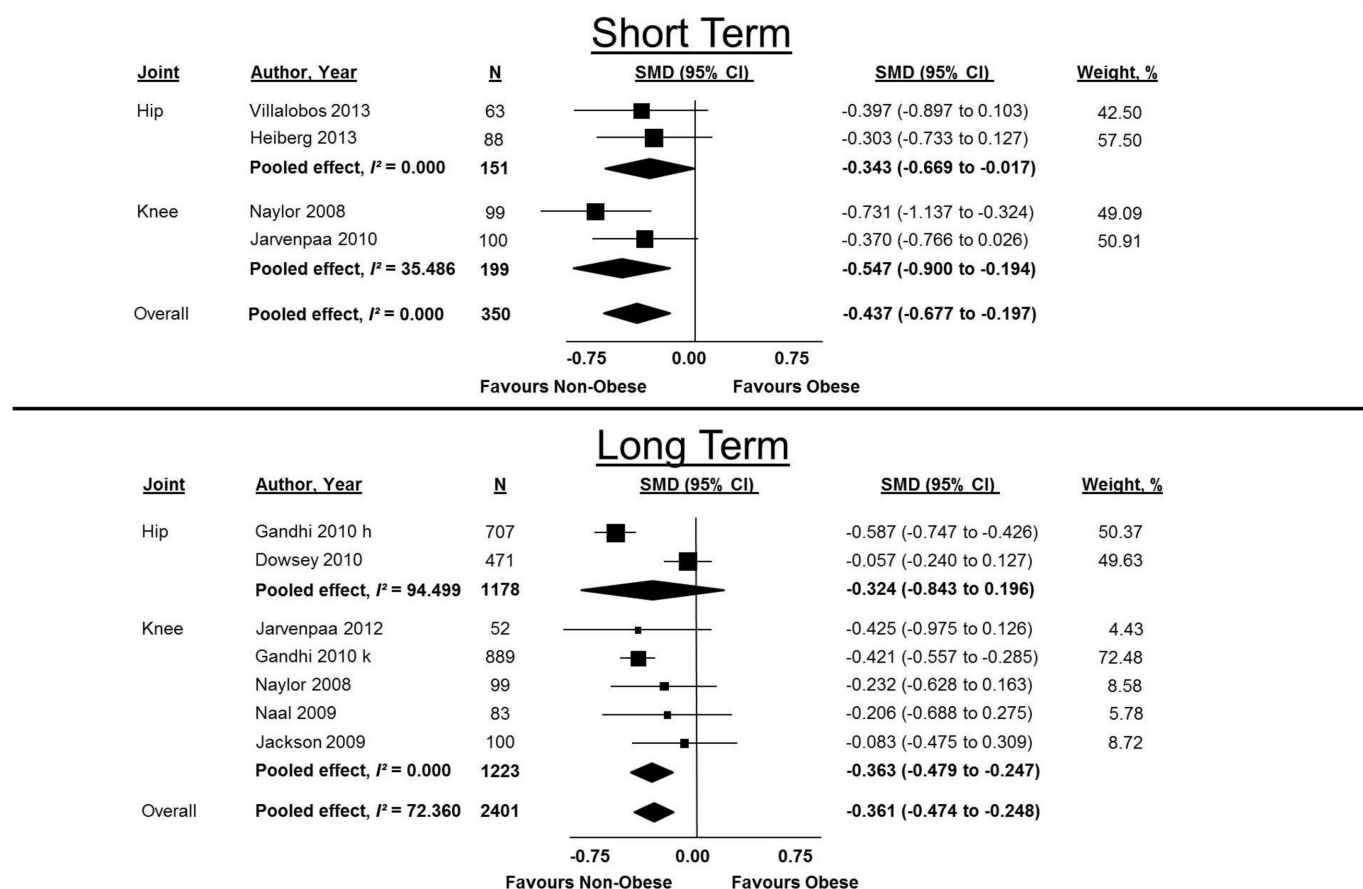 Short Term
Joint Author, Year N SMD (95% CI) SMD (95% CI) Weight, %
Hip Villalobos 2013 63 -0.397 (-0.897 to 0.103) 42.50
Heiberg 2013 88 -0.303 (-0.733 to 0.127) 57.50
Pooled effect, I² = 0.000 151 -0.343 (-0.669 to -0.017)
Knee Naylor 2008 99 -0.731 (-1.137 to -0.324) 49.09
Jarvenpaa 2010 100 -0.370 (-0.766 to 0.026) 50.91
Pooled effect, I² = 35.486 199 -0.547 (-0.900 to -0.194)
Overall Pooled effect, I² = 0.000 350 -0.437 (-0.677 to -0.197)
-0.75 0.00 0.75
Favours Non-Obese Favours Obese
Long Term
Joint Author, Year N SMD (95% CI) SMD (95% CI) Weight, %
Hip Gandhi 2010 h 707 -0.587 (-0.747 to -0.426) 50.37
Dowsey 2010 471 -0.057 (-0.240 to 0.127) 49.63
Pooled effect, I² = 94.499 1178 -0.324 (-0.843 to 0.196)
Knee Jarvenpaa 2012 52 -0.425 (-0.975 to 0.126) 4.43
Gandhi 2010 k 889 -0.421 (-0.557 to -0.285) 72.48
Naylor 2008 99 -0.232 (-0.628 to 0.163) 8.58
Naal 2009 83 -0.206 (-0.688 to 0.275) 5.78
Jackson 2009 100 -0.083 (-0.475 to 0.309) 8.72
Pooled effect, I² = 0.000 1223 -0.363 (-0.479 to -0.247)
Overall Pooled effect, I² = 72.360 2401 -0.361 (-0.474 to -0.248)
-0.75 0.00 0.75
Favours Non-Obese Favours Obese